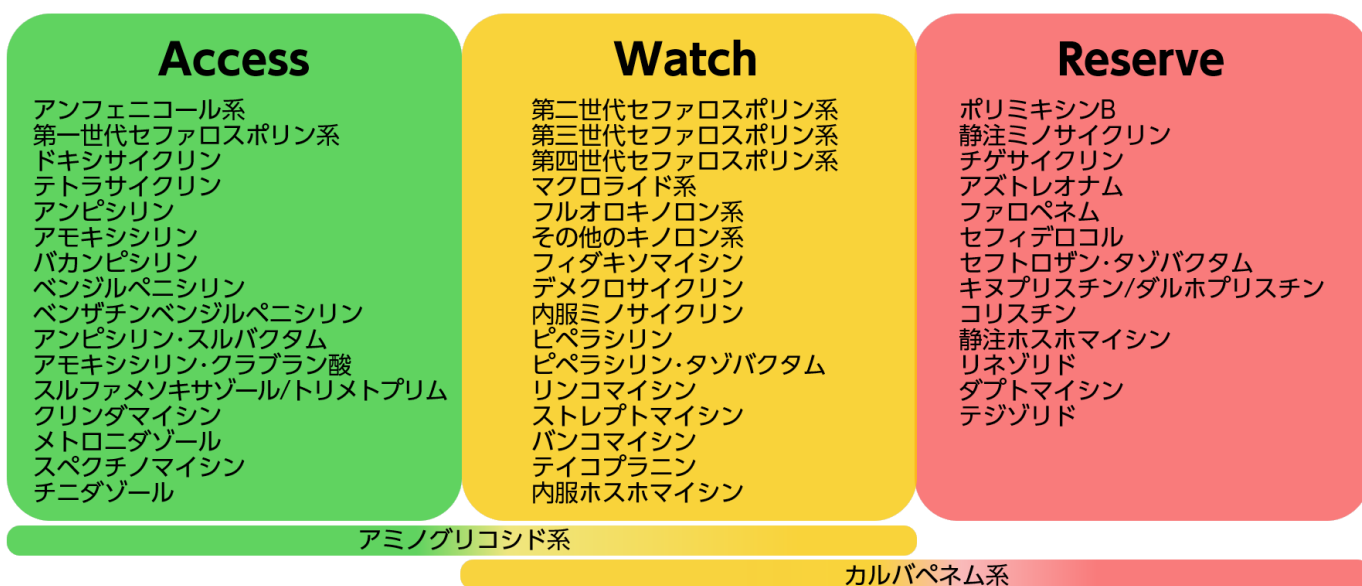 Access
アンフェニコール系
第一世代セファロスポリン系
ドキシサイクリン
テトラサイクリン
アンピシリン
アモキシシリン
バカンピシリン
ベンジルペニシリン
ベンザチンベンジルペニシリン
アンピシリン・スルバクタム
アモキシシリン・クラブラン酸
スルファメソキサゾール/トリメトプリム
クリンダマイシン
メトロニダゾール
スペクチノマイシン
チニダゾール
Watch
第二世代セファロスポリン系
第三世代セファロスポリン系
第四世代セファロスポリン系
マクロライド系
フルオロキノロン系
その他のキノロン系
フィダキソマイシン
デメクロサイクリン
内服ミノサイクリン
ピペラシリン
ピペラシリン・タゾバクタム
リンコマイシン
ストレプトマイシン
バンコマイシン
テイコプラニン
内服ホスホマイシン
Reserve
ポリミキシンB
静注ミノサイクリン
チゲサイクリン
アズトレオナム
ファロペネム
セフィデロコル
セフトロザン・タゾバクタム
キヌプリスチン/ダルホプリスチン
コリスチン
静注ホスホマイシン
リネゾリド
ダプトマイシン
テジゾリド
アミノグリコシド系
カルバペネム系